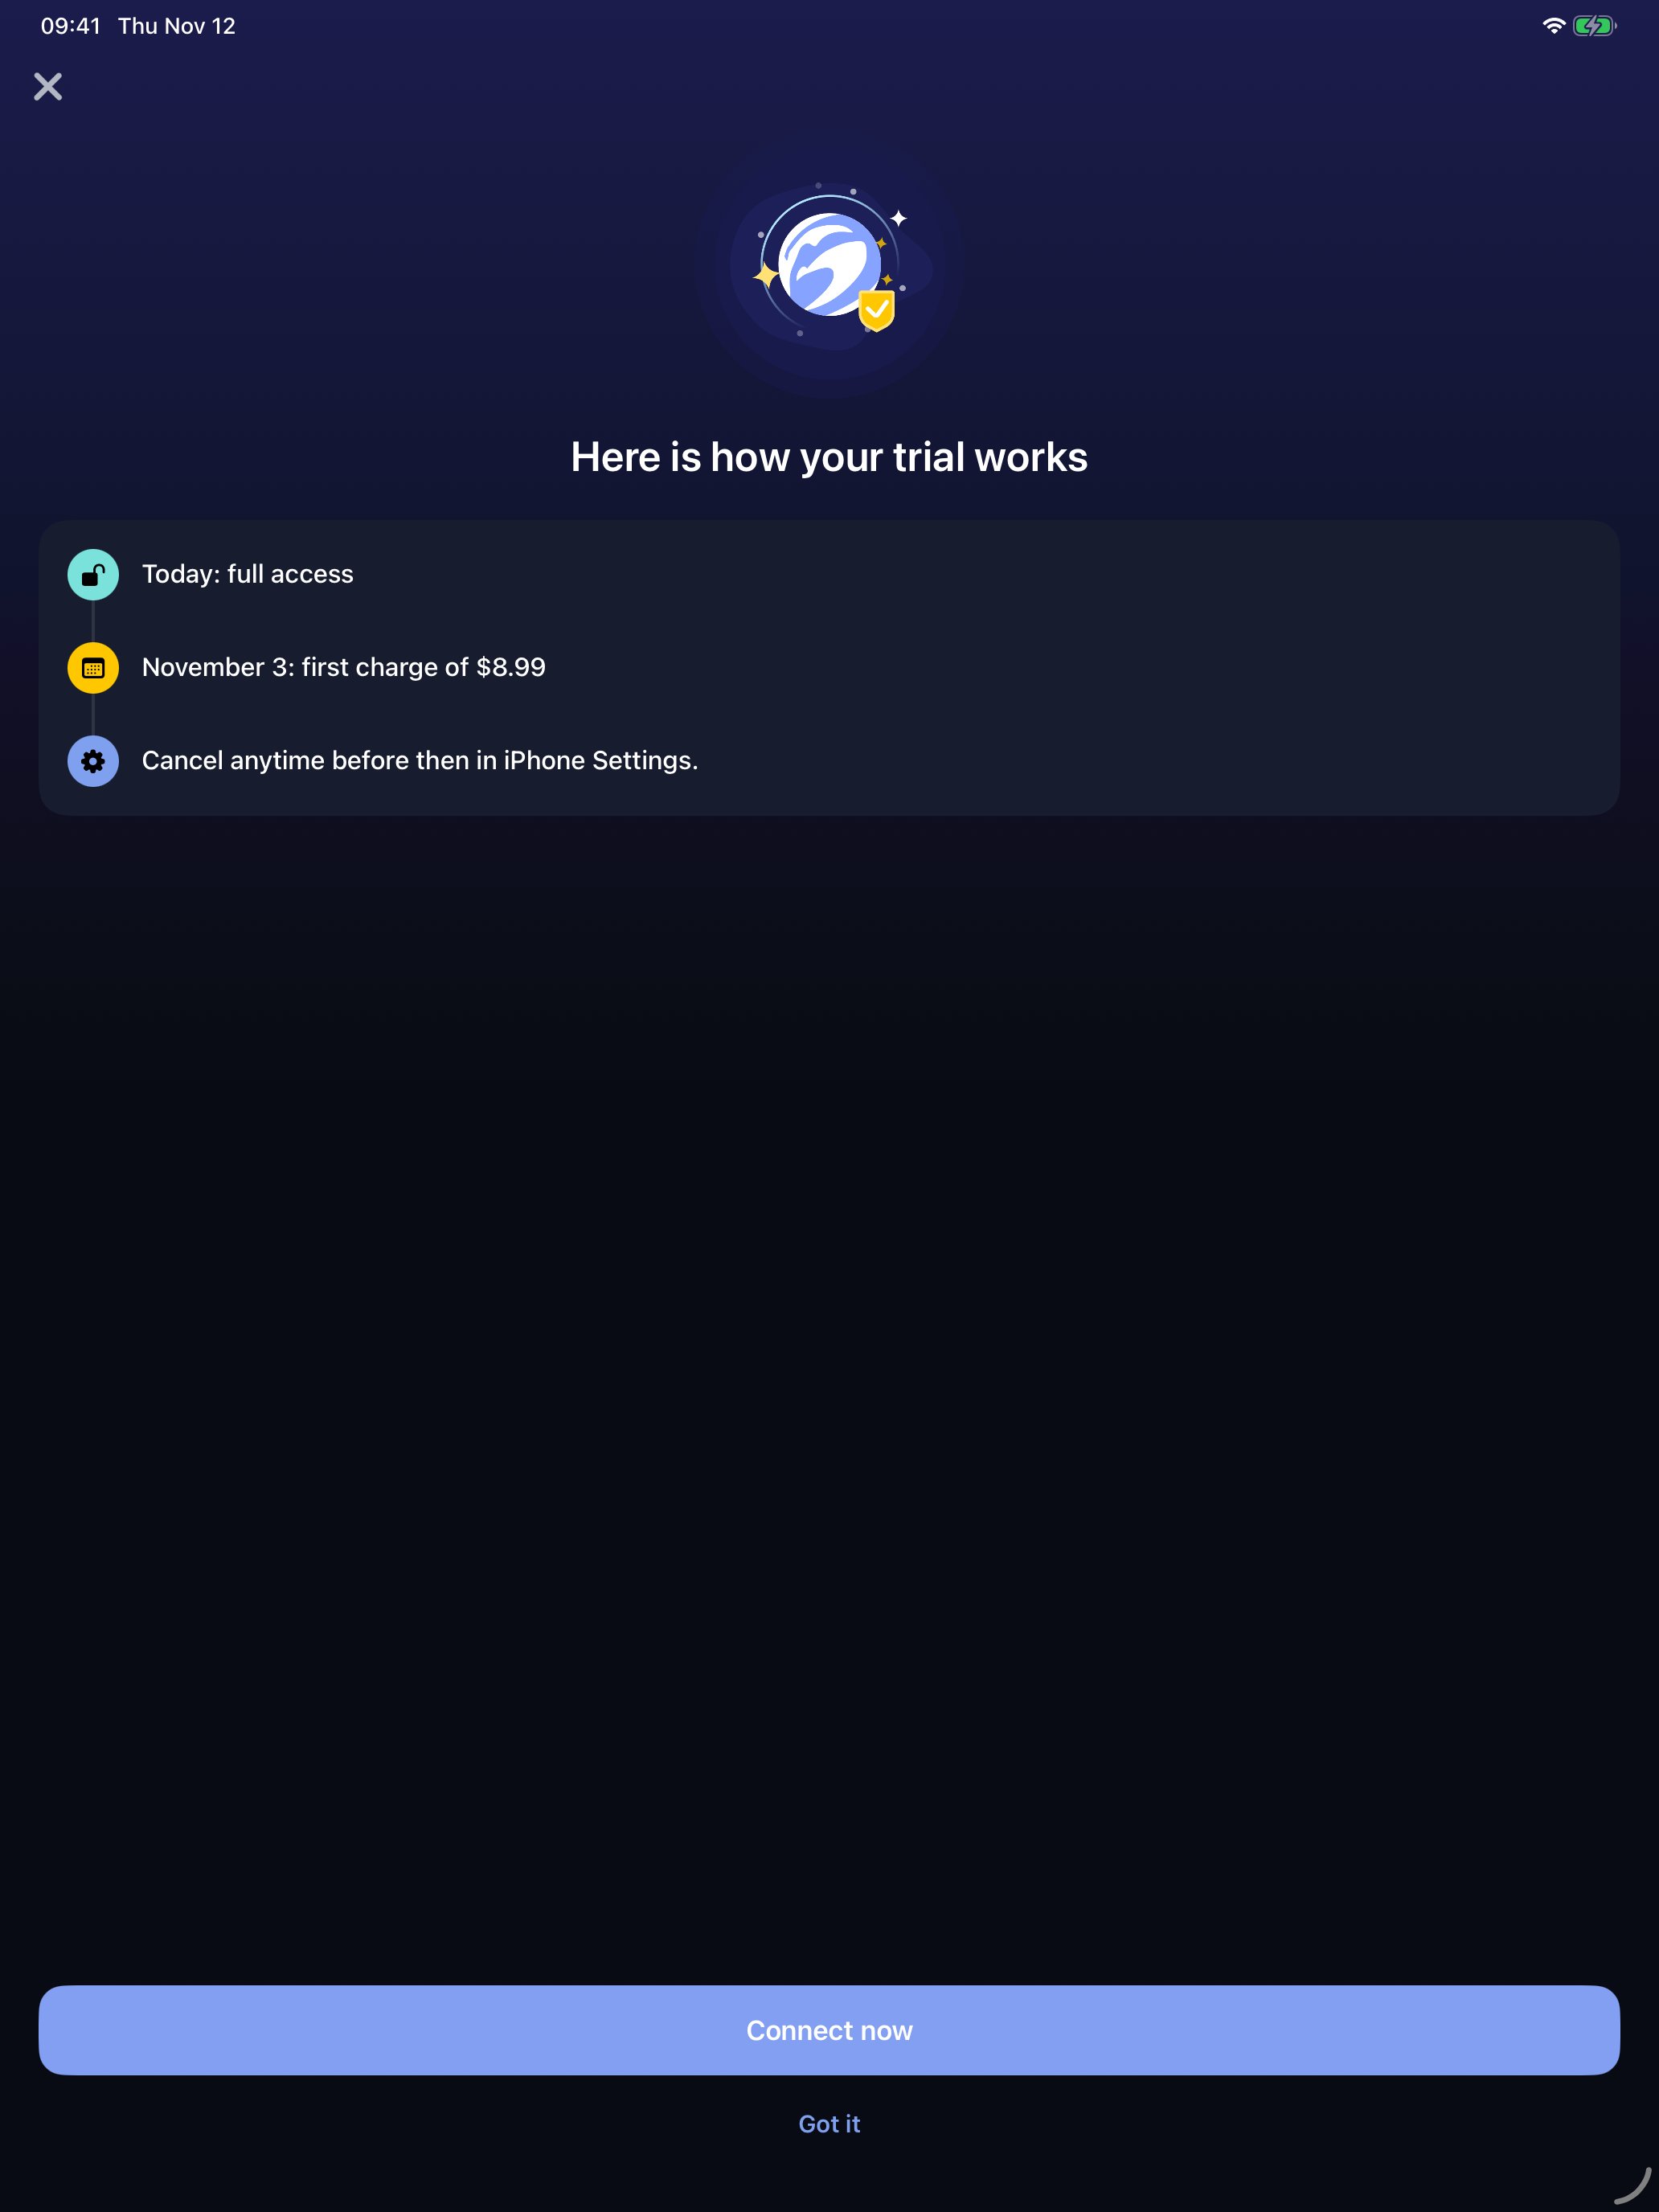 09:41 Thu Nov 12
Here is how your trial works
Today: full access
November 3: first charge of $8.99
Cancel anytime before then in iPhone Settings.
Connect now
Got it